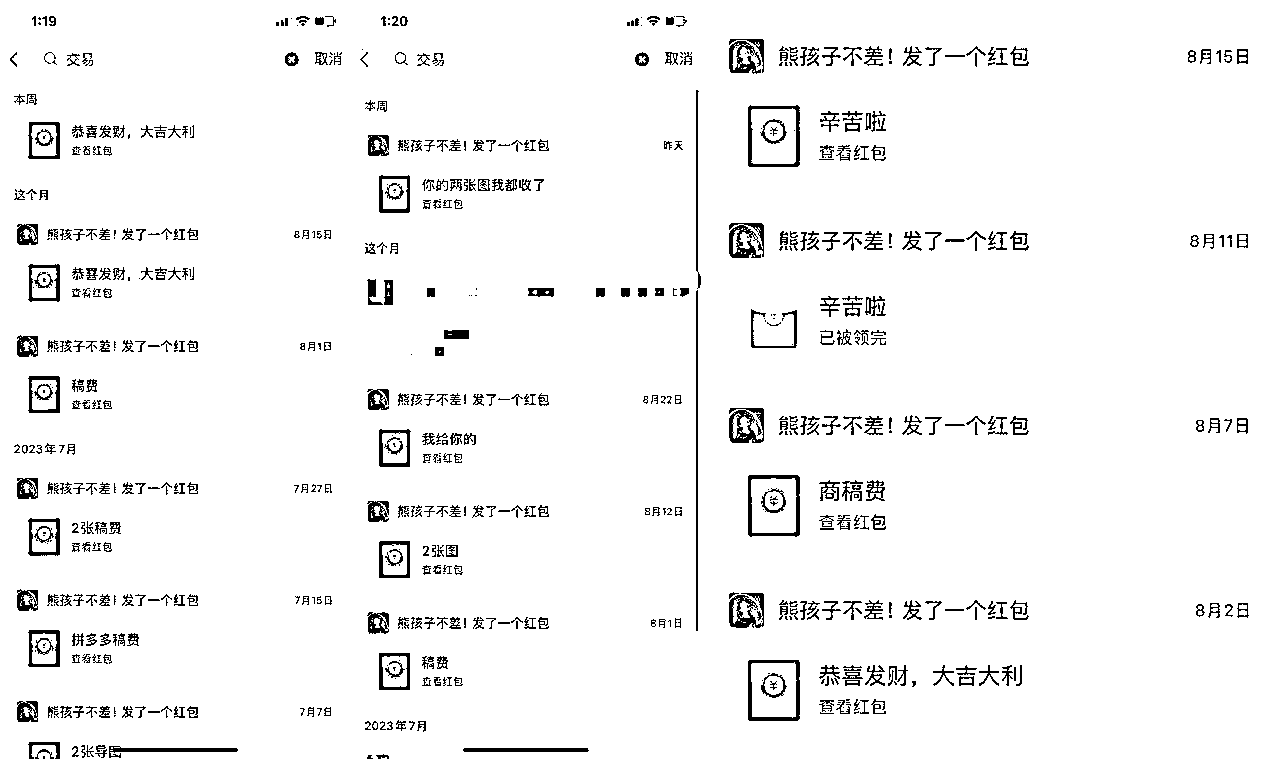 1:19
交易
取消
本周
恭喜发财，大吉大利
查看红包
这个月
熊孩子不差！发了一个红包
8月15日
恭喜发财，大吉大利
查看红包
熊孩子不差！发了一个红包
8月1日
稿费
查看红包
2023年7月
熊孩子不差！发了一个红包
7月27日
2张稿费
查看红包
熊孩子不差！发了一个红包
7月15日
拼多多稿费
查看红包
熊孩子不差！发了一个红包
7月7日
2张导图
1:20
交易
取消
本周
熊孩子不差！发了一个红包
昨天
你的两张图我都收了
查看红包
这个月
熊孩子不差！发了一个红包
8月22日
我给你的
查看红包
熊孩子不差！发了一个红包
8月12日
2张图
查看红包
熊孩子不差！发了一个红包
8月1日
稿费
查看红包
2023年7月
熊孩子不差！发了一个红包
8月15日
辛苦啦
查看红包
熊孩子不差！发了一个红包
8月11日
辛苦啦
已被领完
熊孩子不差！发了一个红包
8月7日
商稿费
查看红包
熊孩子不差！发了一个红包
8月2日
恭喜发财，大吉大利
查看红包